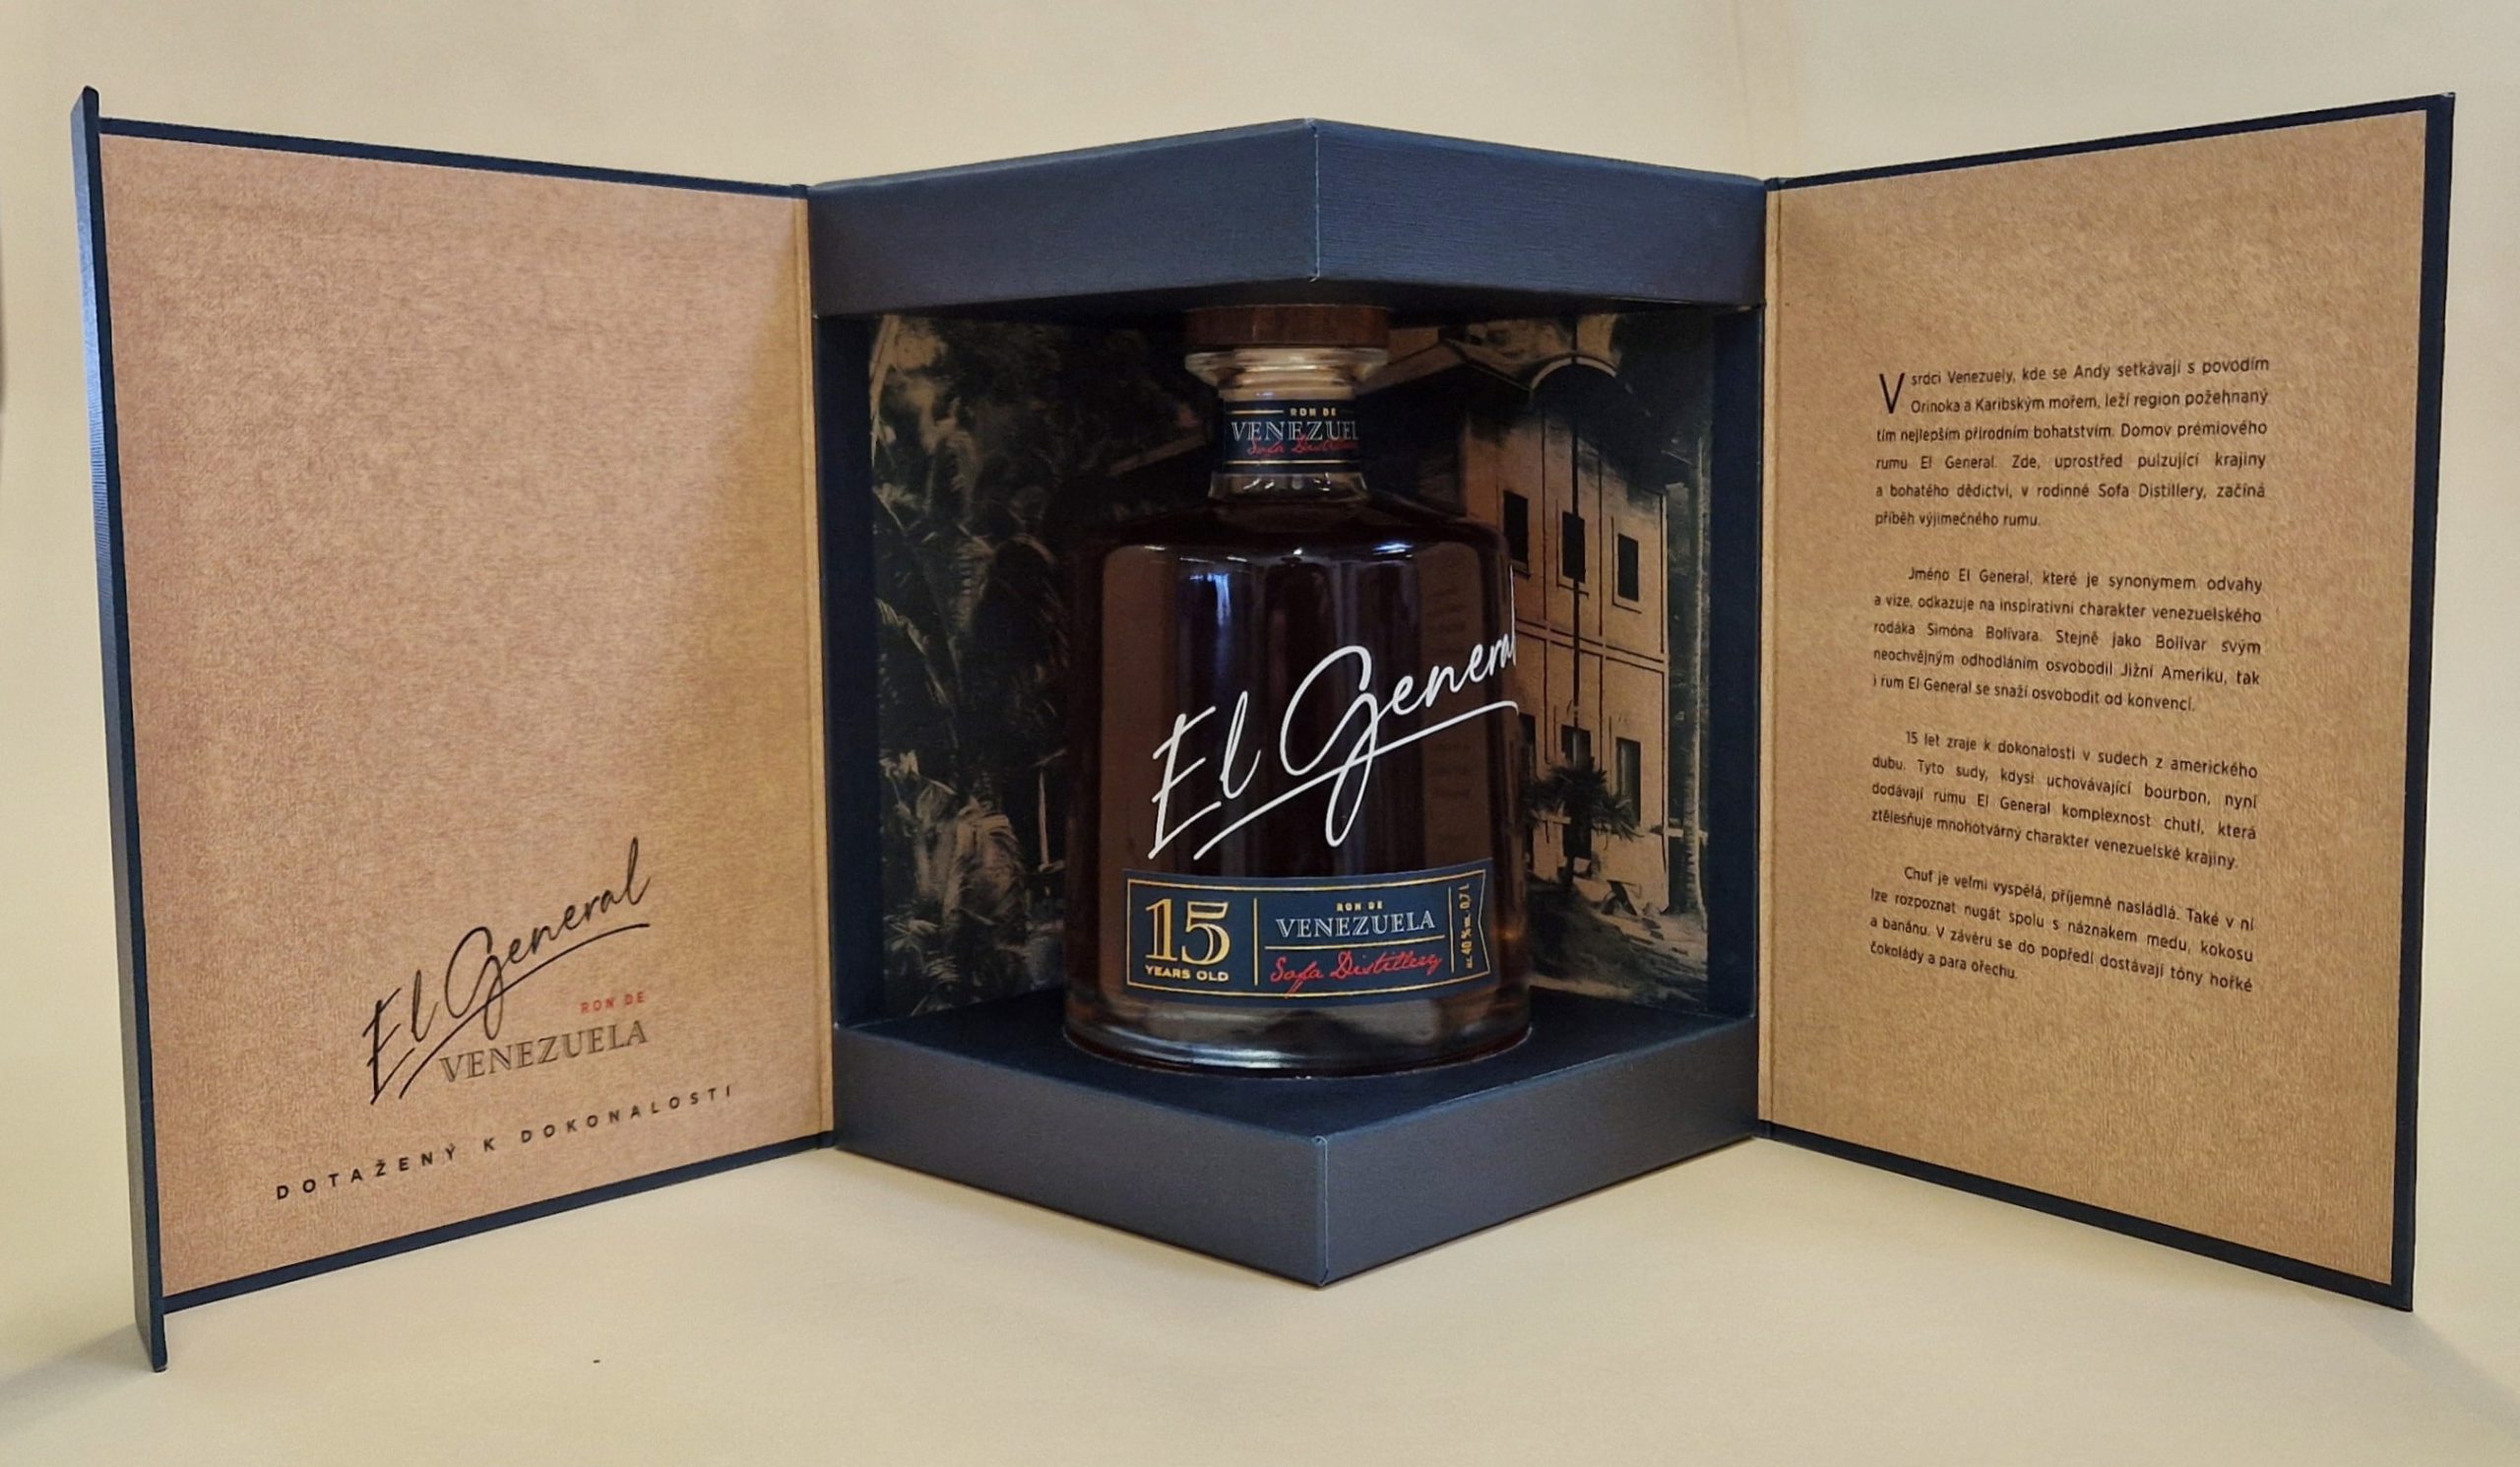 El General
RON DE
VENEZUELA
DOTAŽENÝ K DOKONALOSTI
RON DE
VENEZUEL
Sofa Distillery
El General
15
YEARS OLD
RON DE
VENEZUELA
Sofa Distillery
alc. 40 % vol. 0,7 L
V srdci Venezuely, kde se Andy setkávají s povodím
Orinoka a Karibským mořem, leží region požehnaný
tím nejlepším přírodním bohatstvím. Domov prémiového
rumu El General. Zde, uprostřed pulzující krajiny
a bohatého dědictví, v rodinné Sofa Distillery, začíná
příběh výjimečného rumu.
Jméno El General, které je synonymem odvahy
a vize, odkazuje na inspirativní charakter venezuelského
rodáka Simóna Bolívara. Stejně jako Bolívar svým
neochvějným odhodláním osvobodil Jižní Ameriku, tak
i rum El General se snaží osvobodit od konvencí.
15 let zraje k dokonalosti v sudech z amerického
dubu. Tyto sudy, kdysi uchovávající bourbon, nyní
dodávají rumu El General komplexnost chutí, která
ztělesňuje mnohotvárný charakter venezuelské krajiny.
Chuť je velmi vyspělá, příjemně nasládlá. Také v ní
lze rozpoznat nugát spolu s náznakem medu, kokosu
a banánu. V závěru se do popředí dostávají tóny hořké
čokolády a para ořechu.